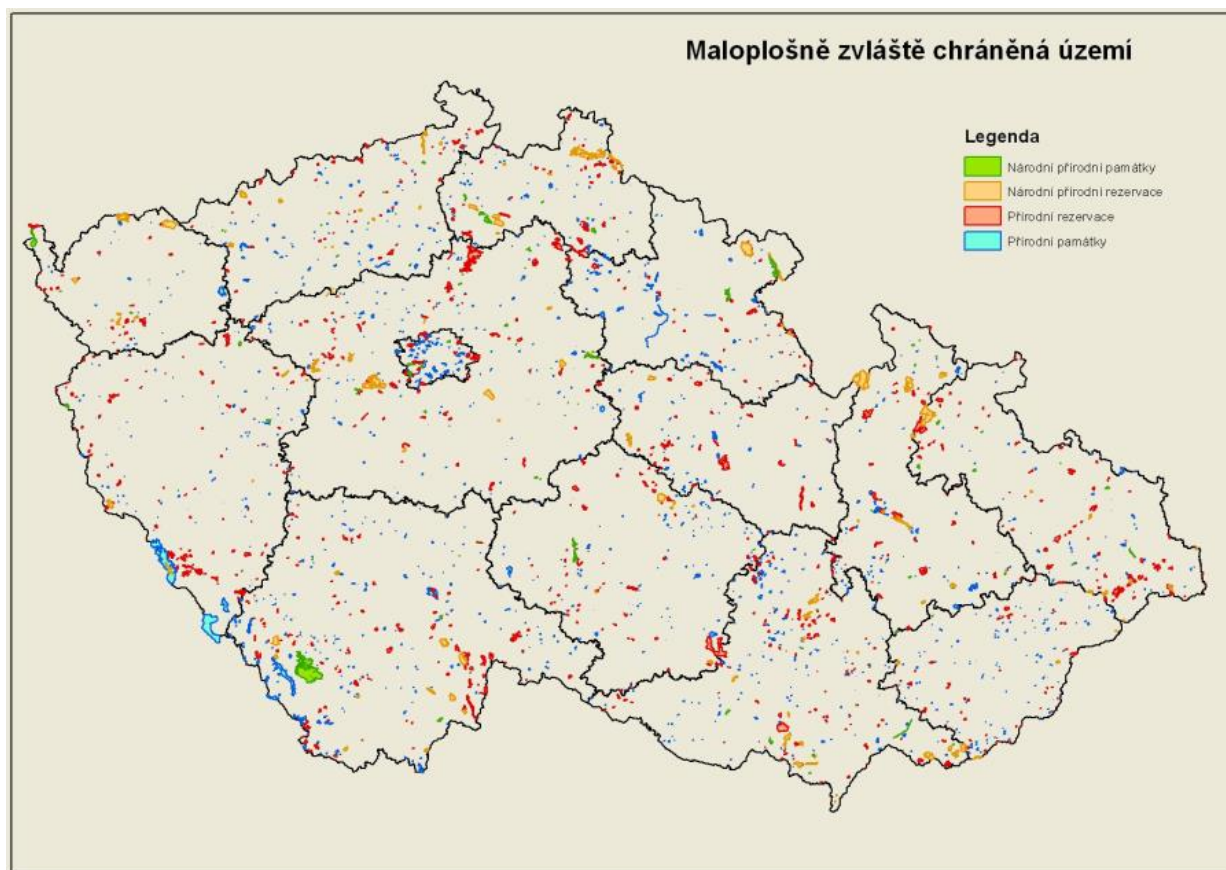 Maloplošně zvláště chráněná území
Legenda
Národní přírodní památky
Národní přírodní rezervace
Přírodní rezervace
Přírodní památky